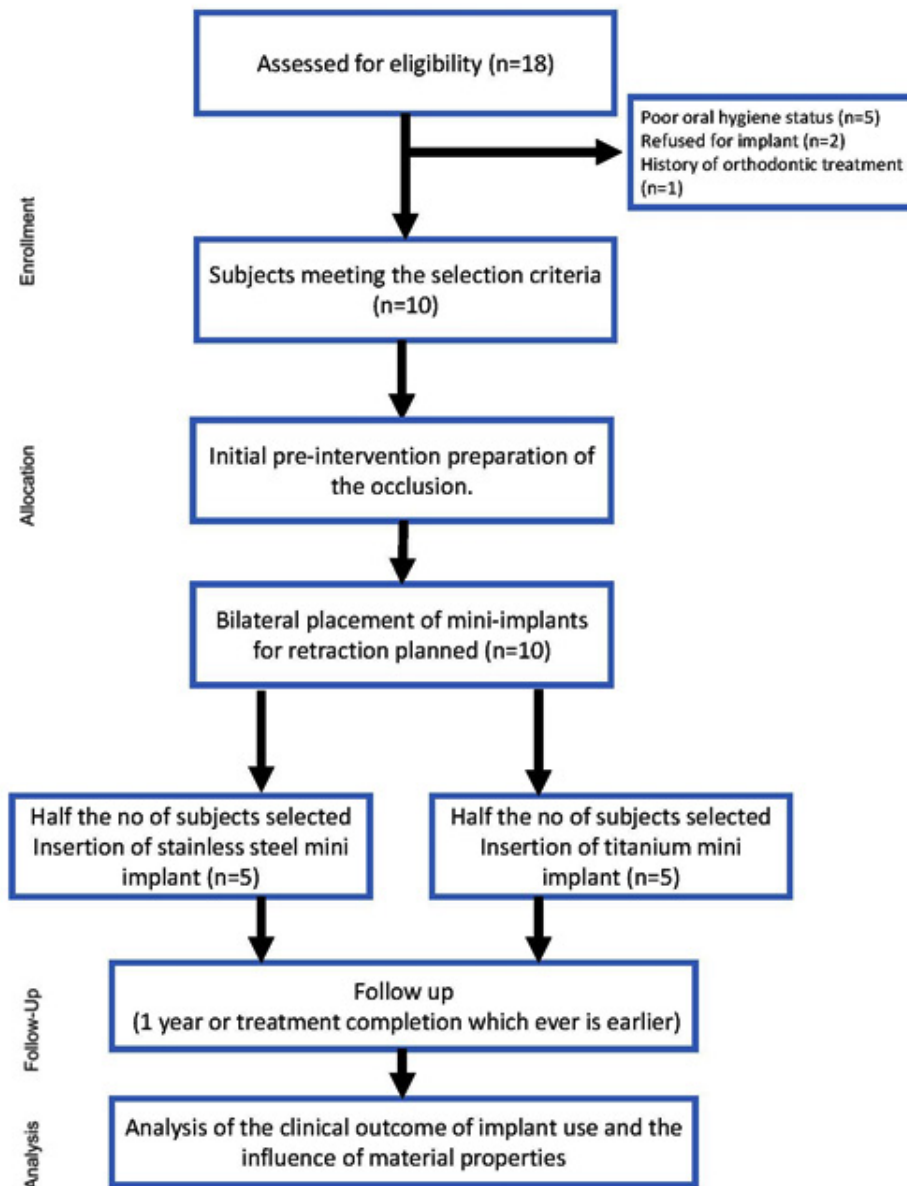 Assessed for eligibility (n=18)
Poor oral hygiene status (n=5)
Refused for implant (n=2)
History of orthodontic treatment
(n=1)
Enrollment
Subjects meeting the selection criteria
(n=10)
Allocation
Initial pre-intervention preparation of
the occlusion.
Bilateral placement of mini-implants
for retraction planned (n=10)
Half the no of subjects selected
Insertion of stainless steel mini
implant (n=5)
Half the no of subjects selected
Insertion of titanium mini
implant (n=5)
Follow-Up
Follow up
(1 year or treatment completion which ever is earlier)
Analysis
Analysis of the clinical outcome of implant use and the
influence of material properties